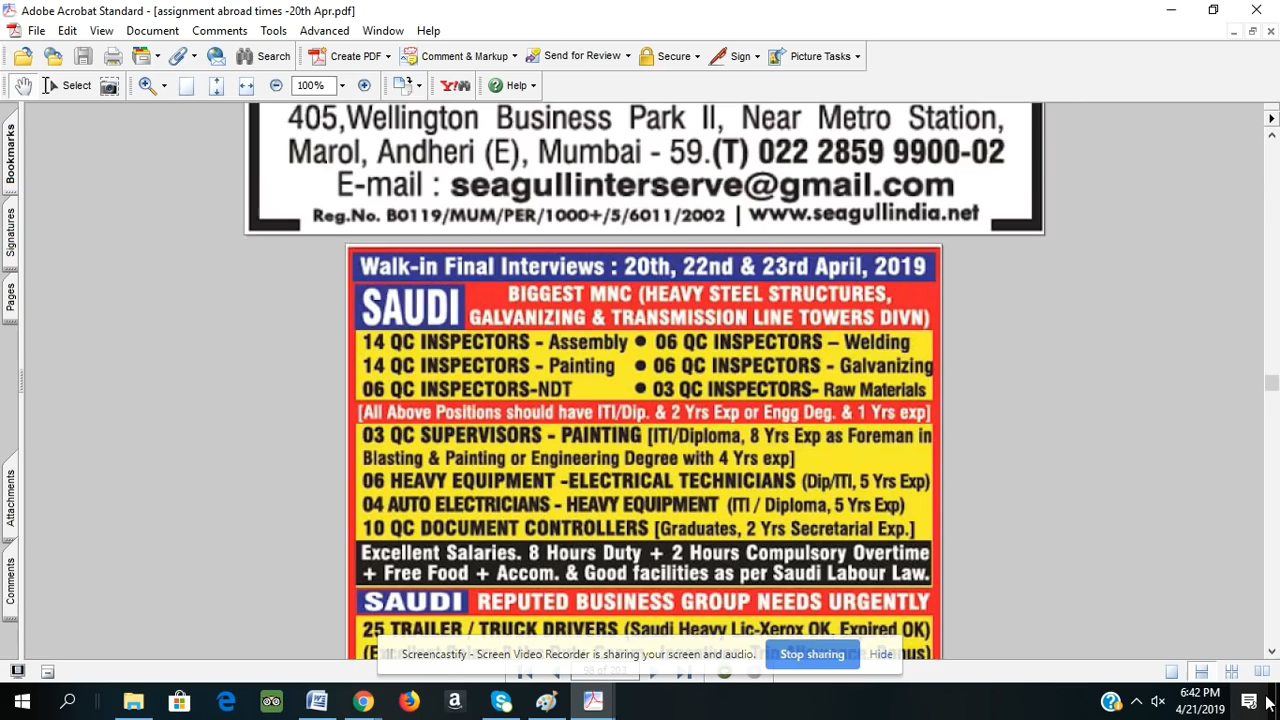 Adobe Acrobat Standard - [assignment abroad times -20th Apr.pdf]
File Edit View Document Comments Tools Advanced Window Help
Search Create PDF Comment & Markup Send for Review Secure Sign Picture Tasks
Select 100% Y! Help
Bookmarks
Signatures
Pages
Attachments
Comments
405,Wellington Business Park II, Near Metro Station,
Marol, Andheri (E), Mumbai - 59.(T) 022 2859 9900-02
E-mail : seagullinterserve@gmail.com
Reg.No. B0119/MUM/PER/1000+/5/6011/2002 | www.seagullindia.net
Walk-in Final Interviews : 20th, 22nd & 23rd April, 2019
SAUDI BIGGEST MNC (HEAVY STEEL STRUCTURES,
GALVANIZING & TRANSMISSION LINE TOWERS DIVN)
14 QC INSPECTORS - Assembly ● 06 QC INSPECTORS – Welding
14 QC INSPECTORS - Painting ● 06 QC INSPECTORS - Galvanizing
06 QC INSPECTORS-NDT ● 03 QC INSPECTORS- Raw Materials
[All Above Positions should have ITI/Dip. & 2 Yrs Exp or Engg Deg. & 1 Yrs exp]
03 QC SUPERVISORS - PAINTING [ITI/Diploma, 8 Yrs Exp as Foreman in
Blasting & Painting or Engineering Degree with 4 Yrs exp]
06 HEAVY EQUIPMENT -ELECTRICAL TECHNICIANS (Dip/ITI, 5 Yrs Exp)
04 AUTO ELECTRICIANS - HEAVY EQUIPMENT (ITI / Diploma, 5 Yrs Exp)
10 QC DOCUMENT CONTROLLERS [Graduates, 2 Yrs Secretarial Exp.]
Excellent Salaries. 8 Hours Duty + 2 Hours Compulsory Overtime
+ Free Food + Accom. & Good facilities as per Saudi Labour Law.
SAUDI REPUTED BUSINESS GROUP NEEDS URGENTLY
25 TRAILER / TRUCK DRIVERS (Saudi Heavy Lic-Xerox OK, Expired OK)
Screencastify - Screen Video Recorder is sharing your screen and audio. Stop sharing Hide
98 of 203
6:42 PM
4/21/2019